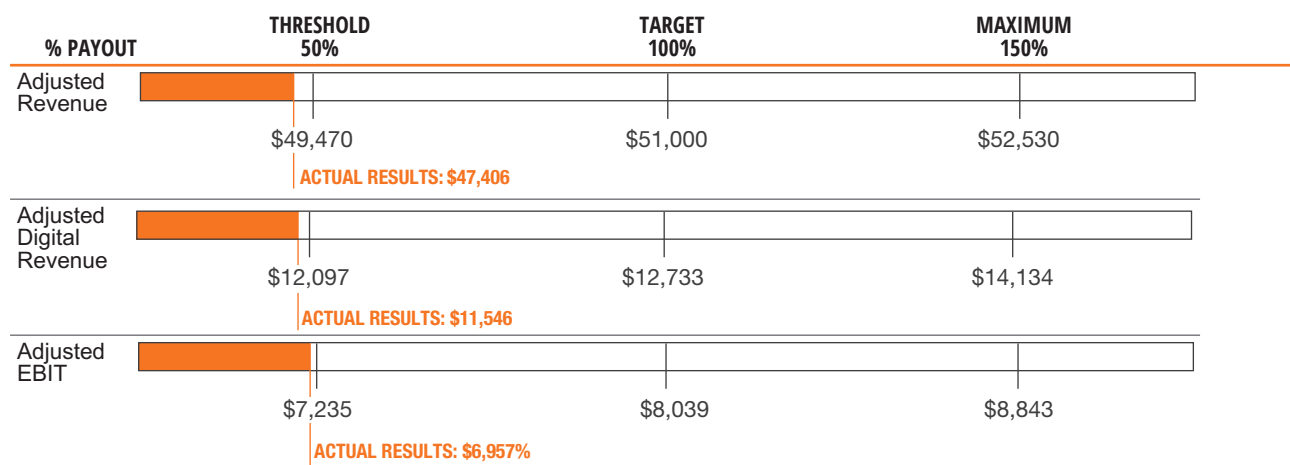 % PAYOUT
THRESHOLD
50%
TARGET
100%
MAXIMUM
150%
Adjusted
Revenue
$49,470
$51,000
$52,530
ACTUAL RESULTS: $47,406
Adjusted
Digital
Revenue
$12,097
$12,733
$14,134
ACTUAL RESULTS: $11,546
Adjusted
EBIT
$7,235
$8,039
$8,843
ACTUAL RESULTS: $6,957%